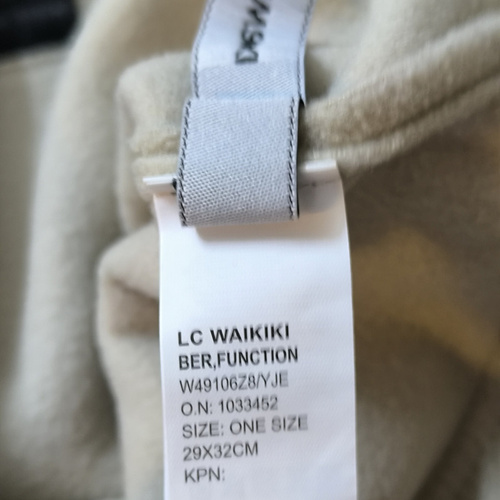 LC WAIKIKI
BER,FUNCTION
W49106Z8/YJE
O.N: 1033452
SIZE: ONE SIZE
29X32CM
KPN: